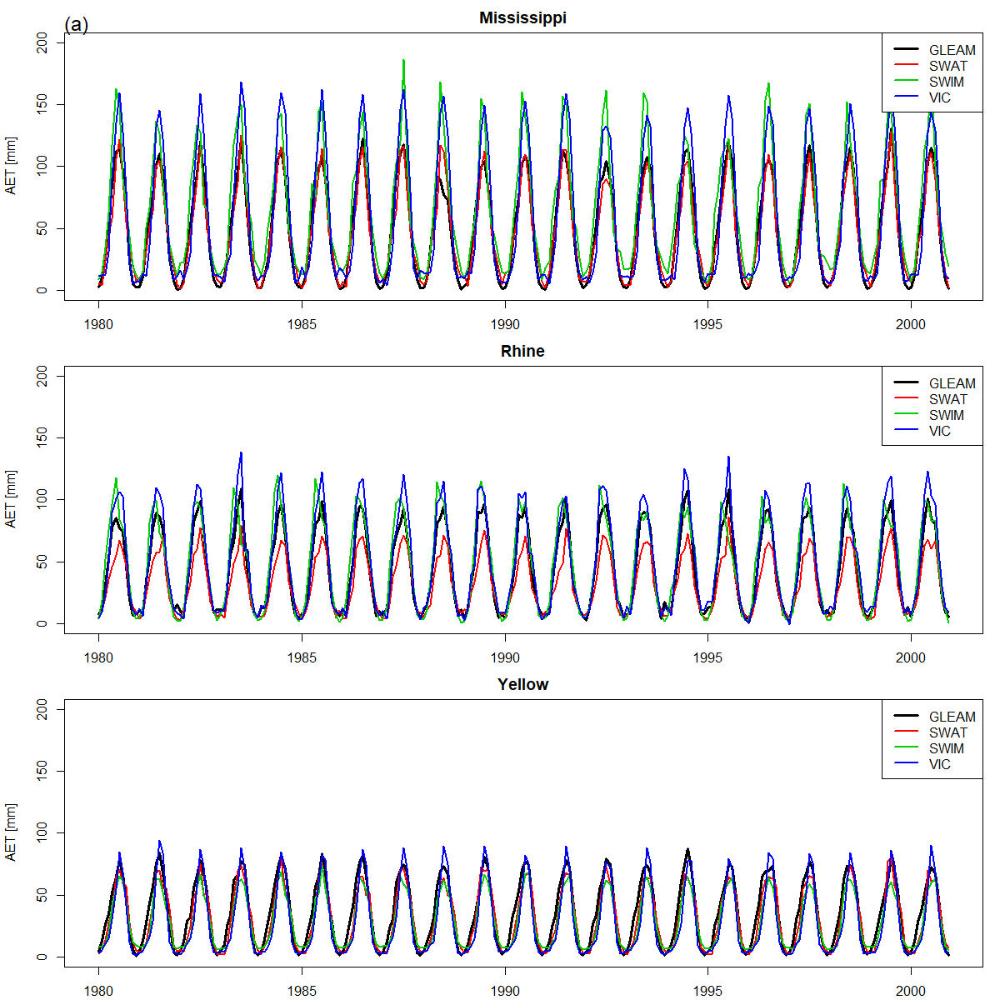 (a)
Mississippi
200
150
100
50
0
AET [mm]
GLEAM
SWAT
SWIM
VIC
1980 1985 1990 1995 2000
Rhine
200
150
100
50
0
AET [mm]
GLEAM
SWAT
SWIM
VIC
1980 1985 1990 1995 2000
Yellow
200
150
100
50
0
AET [mm]
GLEAM
SWAT
SWIM
VIC
1980 1985 1990 1995 2000